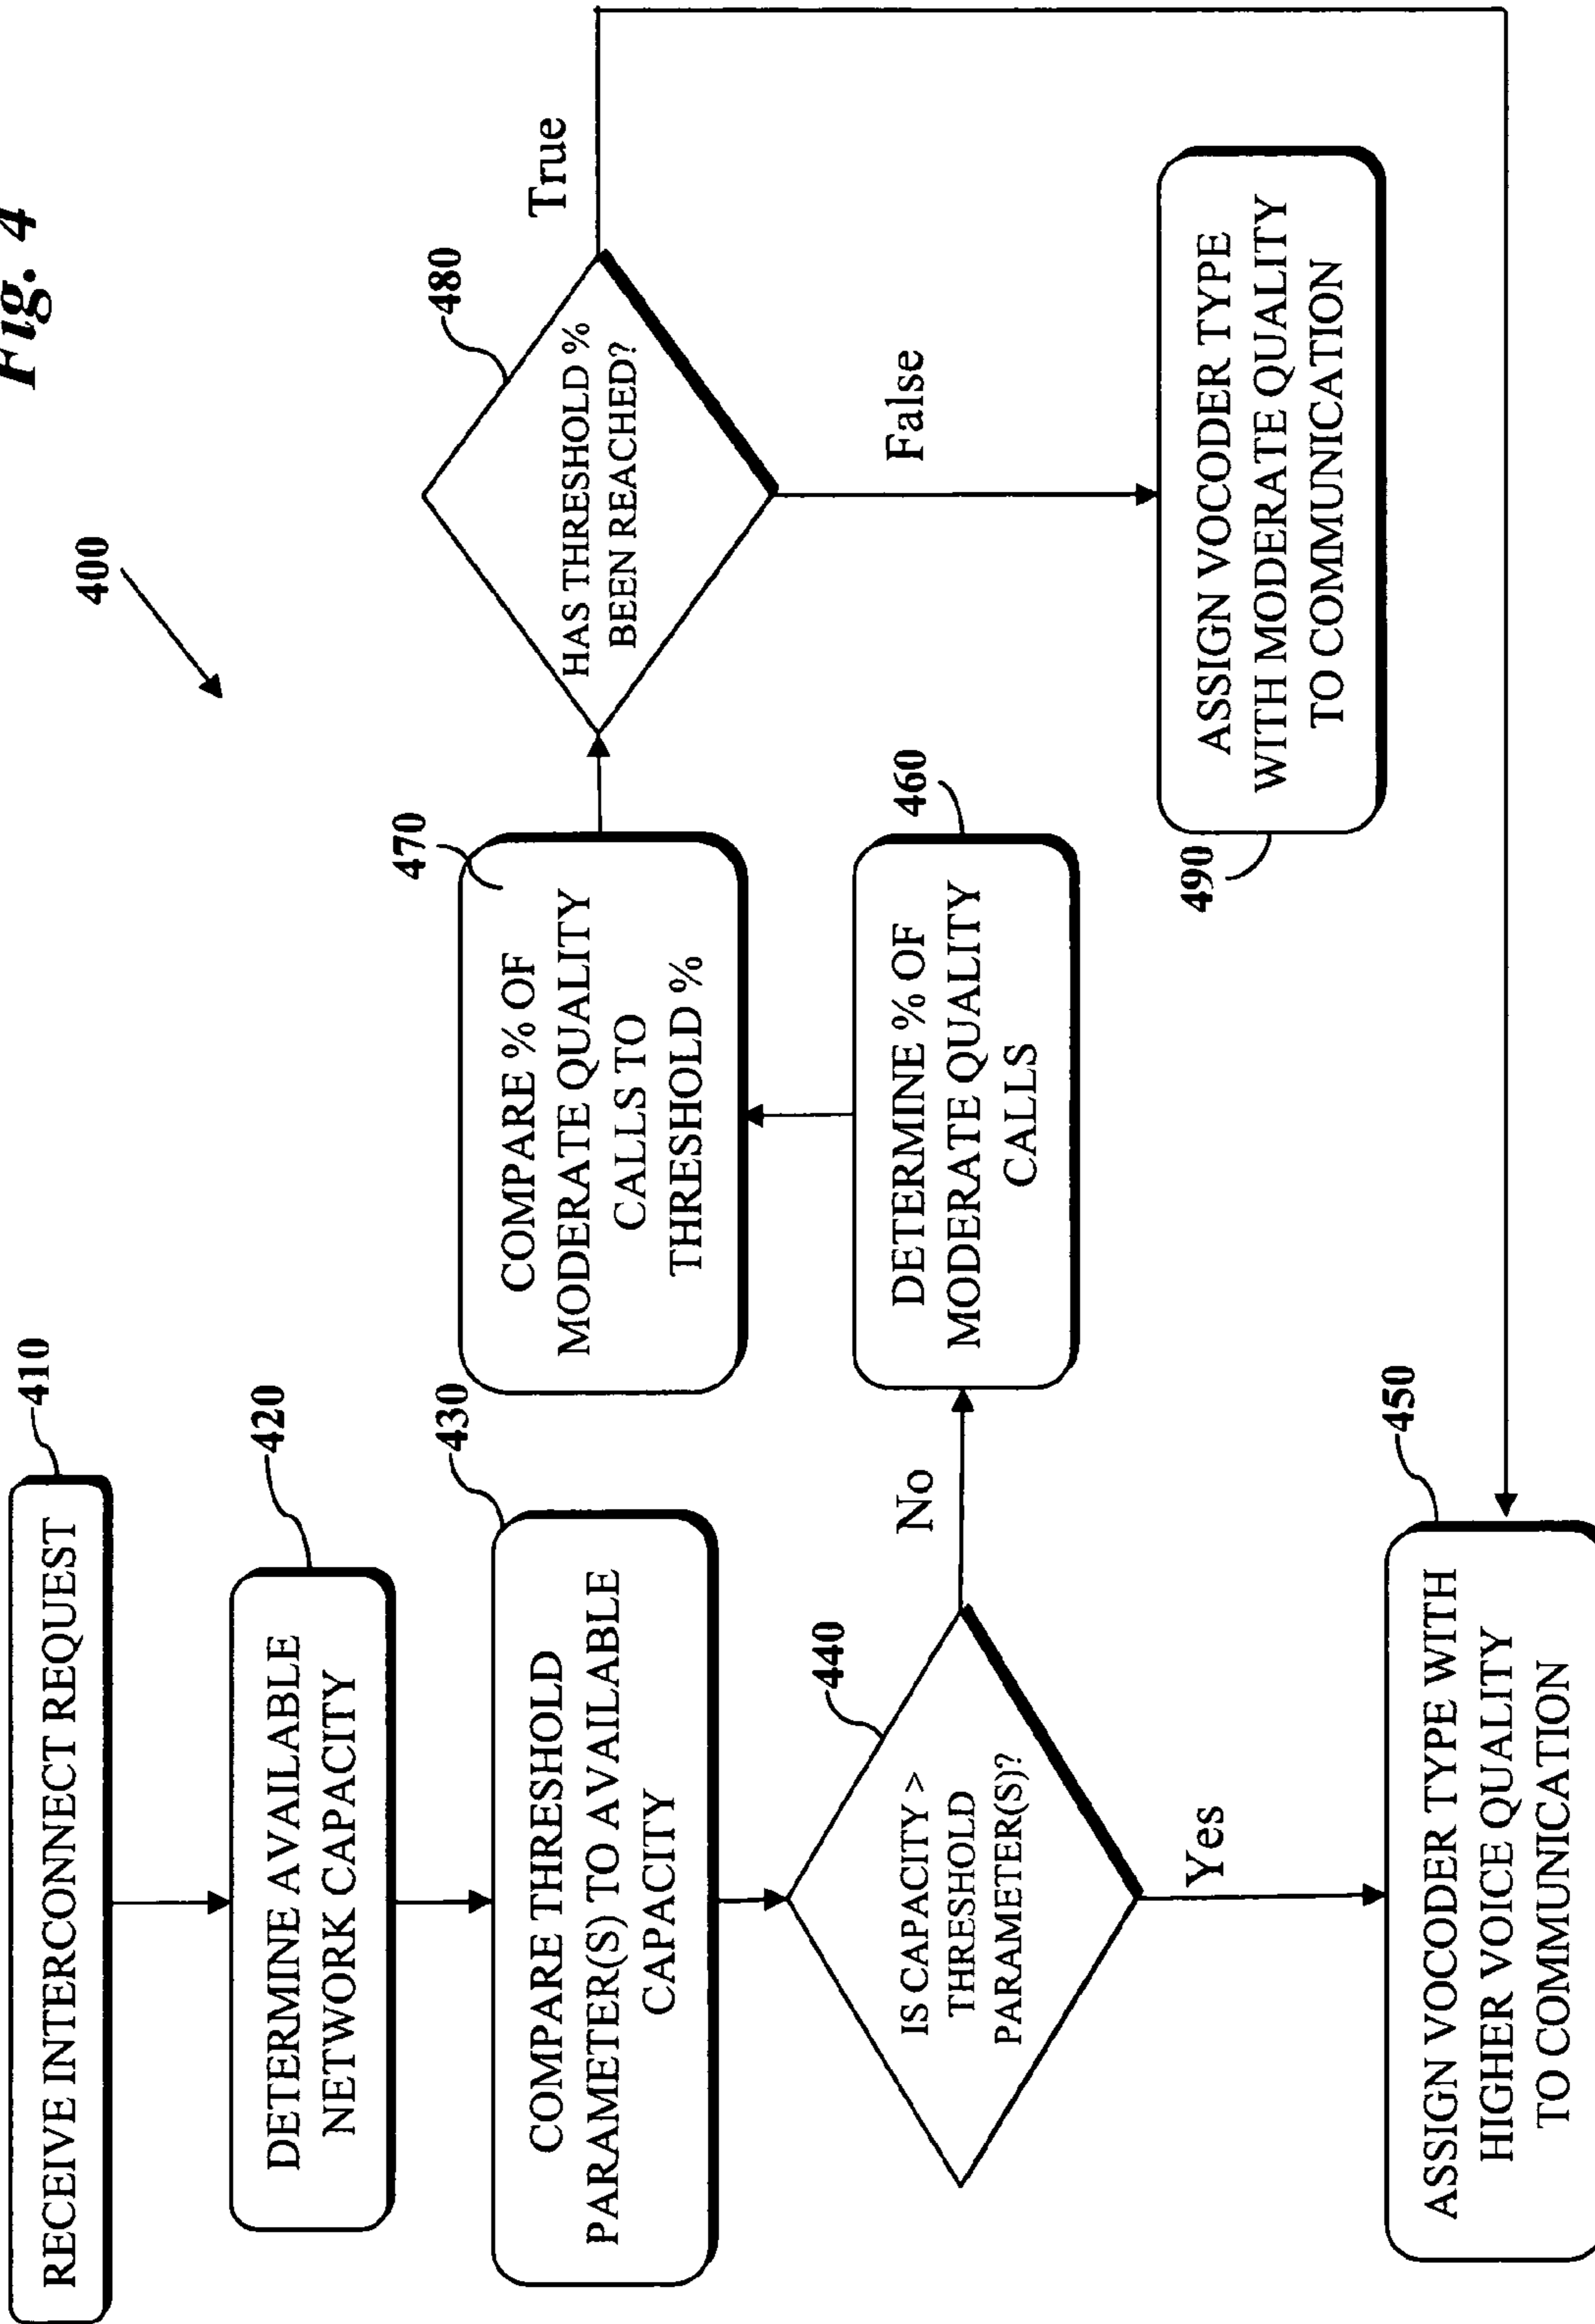 Fig. 4
400
RECEIVE INTERCONNECT REQUEST
410
DETERMINE AVAILABLE
NETWORK CAPACITY
420
COMPARE THRESHOLD
PARAMETER(S) TO AVAILABLE
CAPACITY
430
IS CAPACITY >
THRESHOLD
PARAMETER(S)?
440
Yes
No
ASSIGN VOCODER TYPE WITH
HIGHER VOICE QUALITY
TO COMMUNICATION
450
DETERMINE % OF
MODERATE QUALITY
CALLS
460
COMPARE % OF
MODERATE QUALITY
CALLS TO
THRESHOLD %
470
HAS THRESHOLD %
BEEN REACHED?
480
True
False
ASSIGN VOCODER TYPE
WITH MODERATE QUALITY
TO COMMUNICATION
490